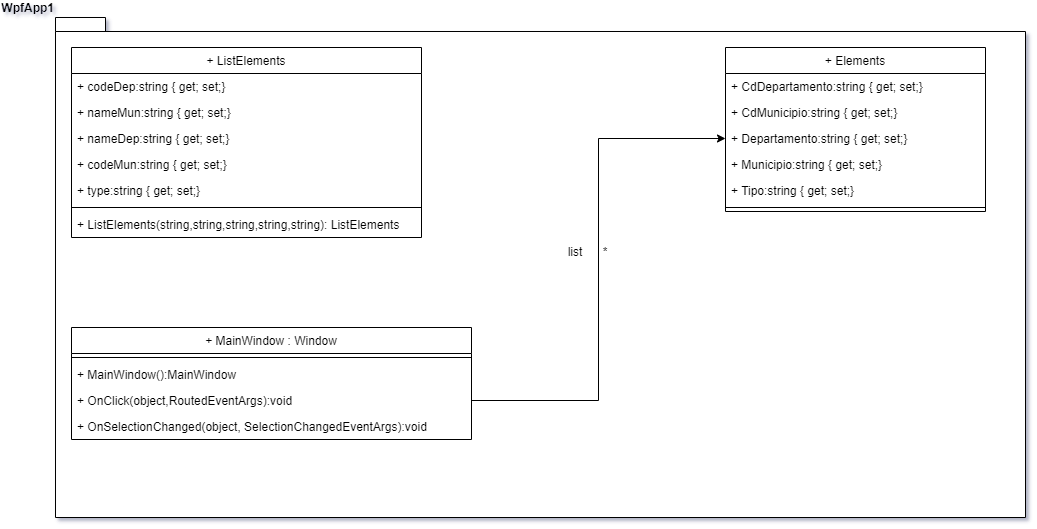 WpfApp1
+ ListElements
+ codeDep:string { get; set;}
+ nameMun:string { get; set;}
+ nameDep:string { get; set;}
+ codeMun:string { get; set;}
+ type:string { get; set;}
+ ListElements(string,string,string,string,string): ListElements
+ Elements
+ CdDepartamento:string { get; set;}
+ CdMunicipio:string { get; set;}
+ Departamento:string { get; set;}
+ Municipio:string { get; set;}
+ Tipo:string { get; set;}
list *
+ MainWindow : Window
+ MainWindow():MainWindow
+ OnClick(object,RoutedEventArgs):void
+ OnSelectionChanged(object, SelectionChangedEventArgs):void